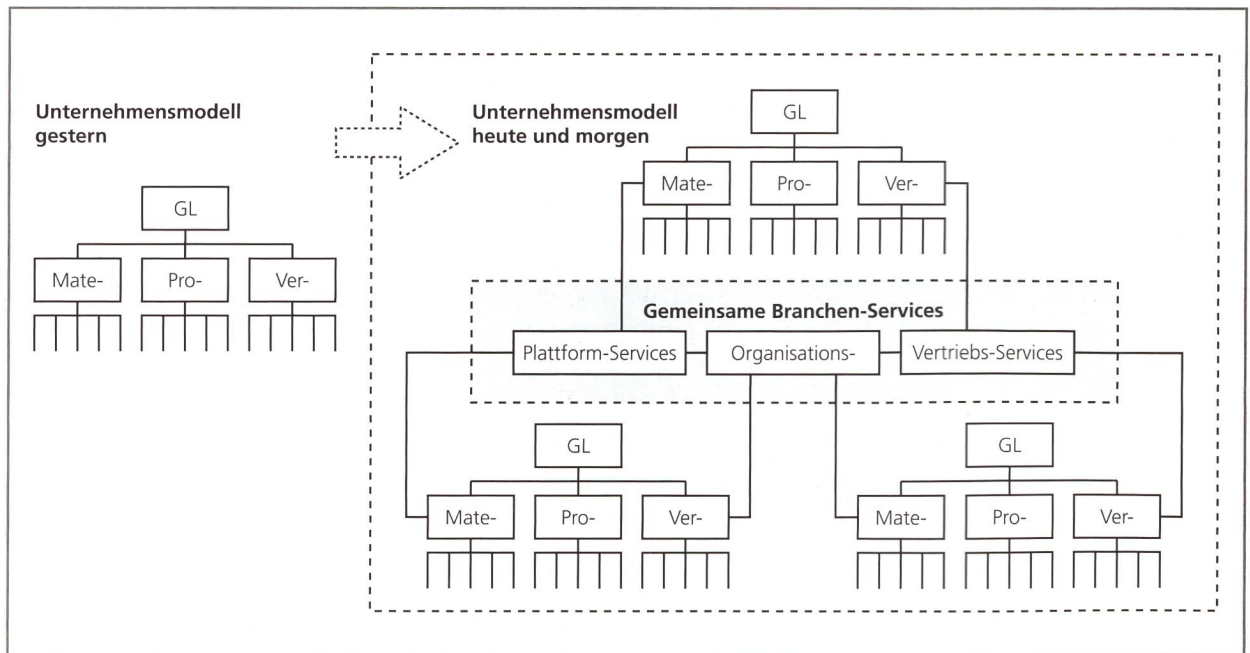 Unternehmensmodell
gestern
GL
Mate-
Pro-
Ver-
Unternehmensmodell
heute und morgen
GL
Mate-
Pro-
Ver-
Gemeinsame Branchen-Services
Plattform-Services
Organisations-
Vertriebs-Services
GL
Mate-
Pro-
Ver-
GL
Mate-
Pro-
Ver-